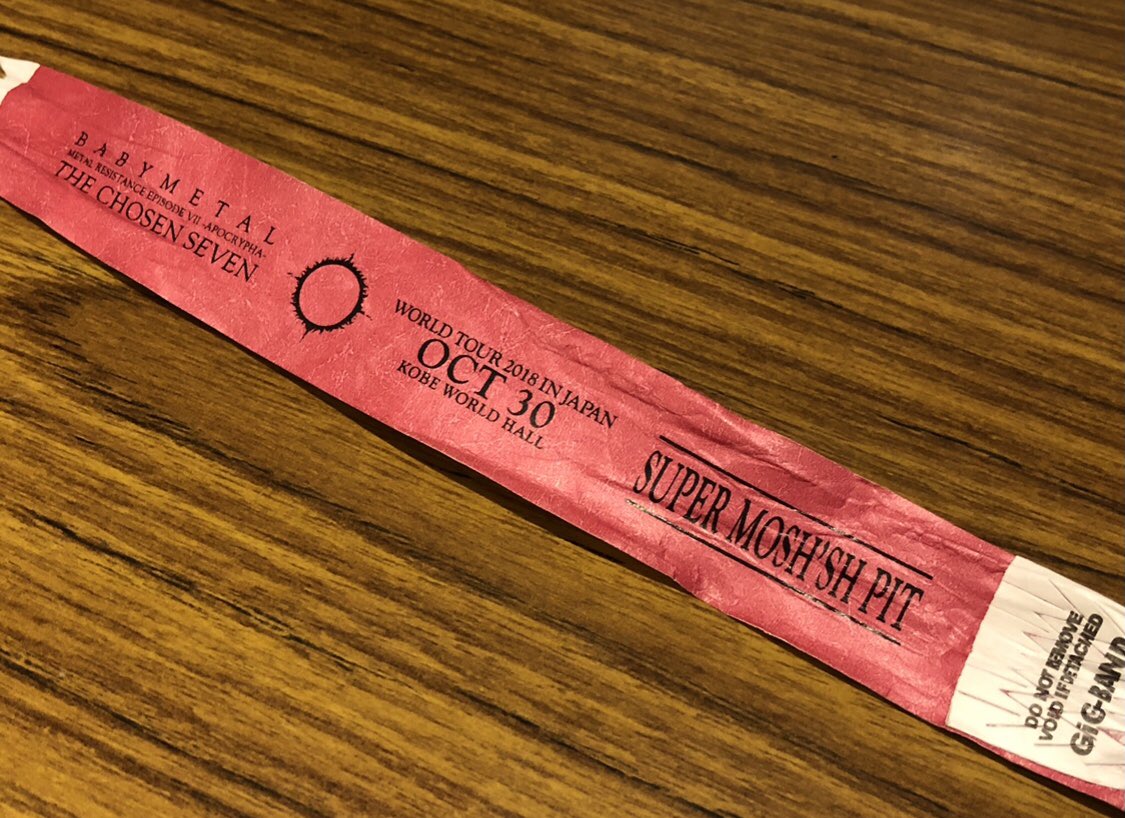 BABYMETAL
METAL RESISTANCE EPISODE VII -APOCRYPHA-
THE CHOSEN SEVEN
WORLD TOUR 2018 IN JAPAN
OCT 30
KOBE WORLD HALL
SUPER MOSH'SH PIT
DO NOT REMOVE
VOID IF DETACHED
GiG-BAND